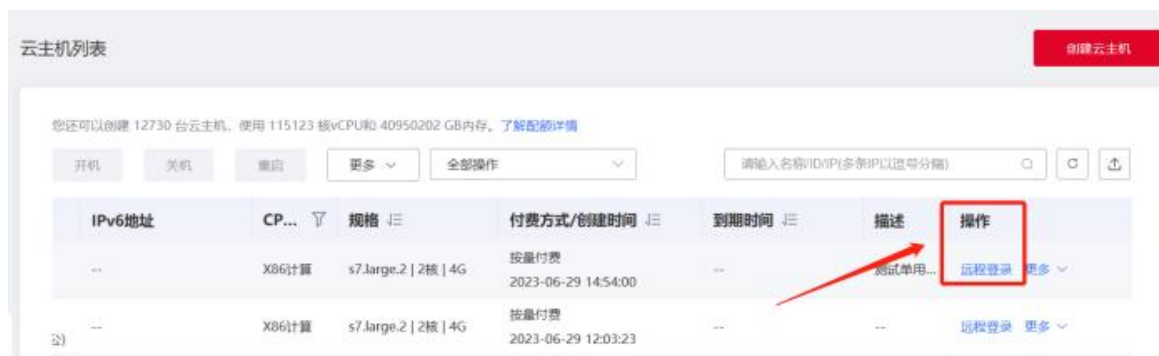 云主机列表
创建云主机
您还可以创建 12730 台云主机，使用 115123 核vCPU和 40950202 GB内存。了解配额详情
开机 关机 重启 更多 全部操作 请输入名称/ID/IP(多条IP以逗号分隔)
IPv6地址 CP... 规格 付费方式/创建时间 到期时间 描述 操作
-- X86计算 s7.large.2 | 2核 | 4G 按量付费 -- 测试单用... 远程登录 更多
2023-06-29 14:54:00
-- X86计算 s7.large.2 | 2核 | 4G 按量付费 -- -- 远程登录 更多
2023-06-29 12:03:23